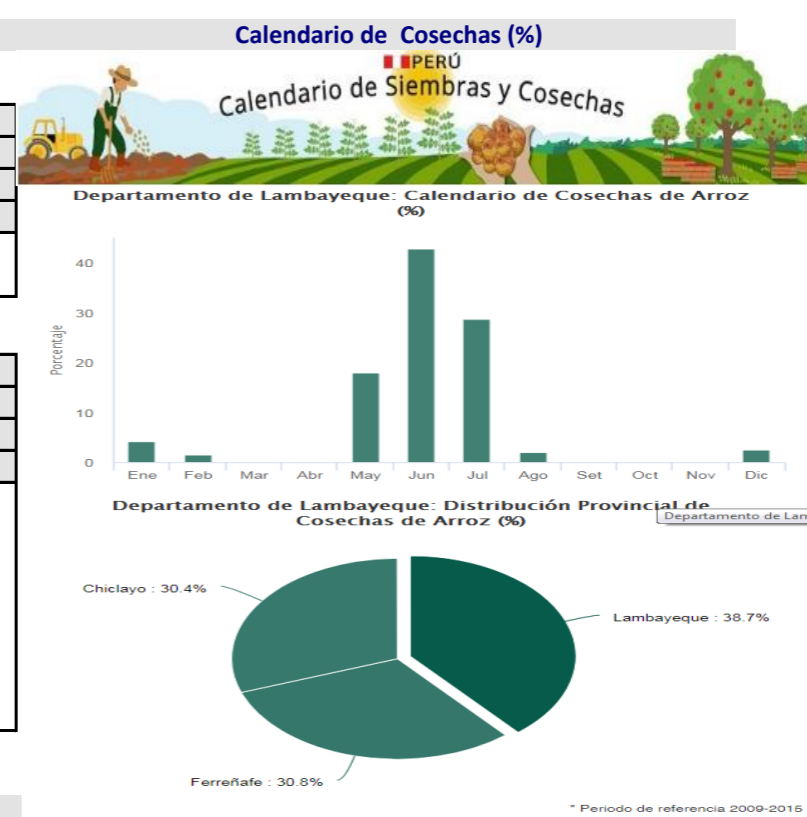 Calendario de  Cosechas (%)
PERÚ
Calendario de Siembras y Cosechas
Departamento de Lambayeque: Calendario de Cosechas de Arroz
(%)
Porcentaje
40
30
20
10
0
Ene Feb Mar Abr May Jun Jul Ago Set Oct Nov Dic
Departamento de Lambayeque: Distribución Provincial de
Cosechas de Arroz (%)
Departamento de Lam
Chiclayo : 30.4%
Lambayeque : 38.7%
Ferreñafe : 30.8%
* Periodo de referencia 2009-2015